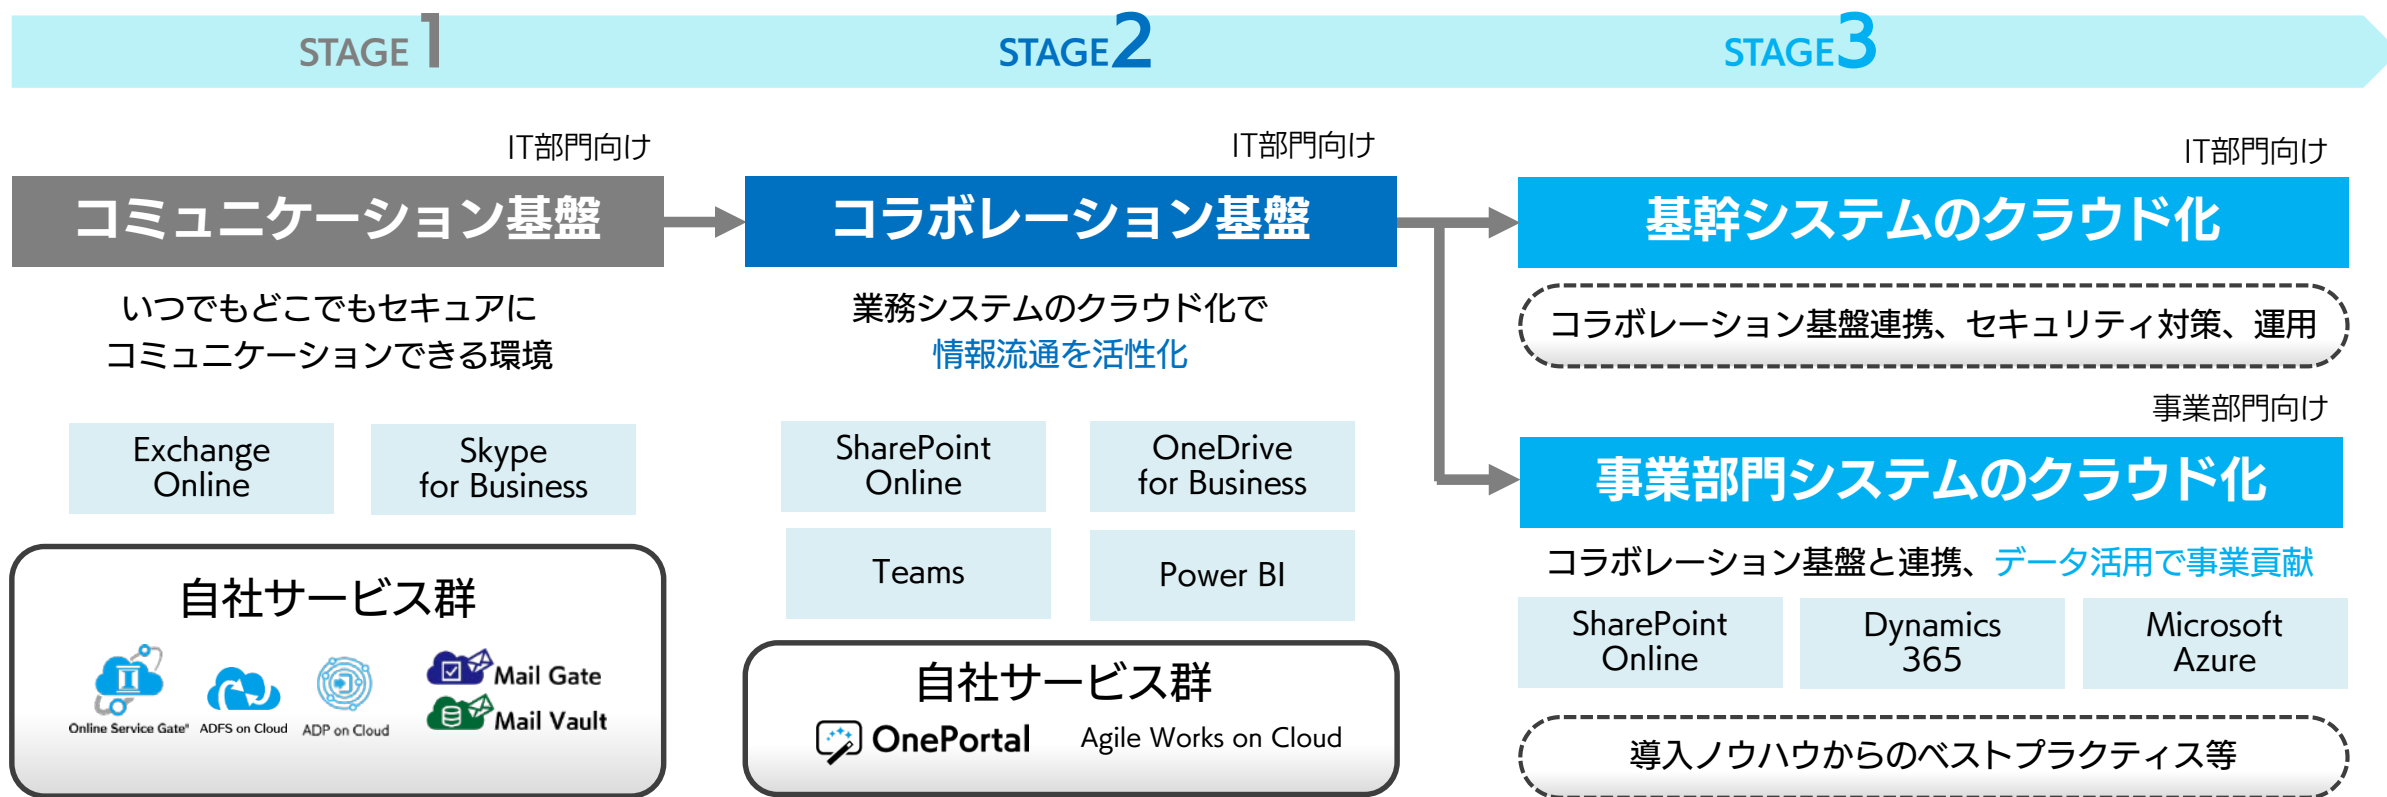 STAGE 1
STAGE 2
STAGE 3
IT部門向け
コミュニケーション基盤
いつでもどこでもセキュアに
コミュニケーションできる環境
Exchange
Online
Skype
for Business
自社サービス群
Online Service Gate®
ADFS on Cloud
ADP on Cloud
Mail Gate
Mail Vault
IT部門向け
コラボレーション基盤
業務システムのクラウド化で
情報流通を活性化
SharePoint
Online
OneDrive
for Business
Teams
Power BI
自社サービス群
OnePortal
Agile Works on Cloud
IT部門向け
基幹システムのクラウド化
コラボレーション基盤連携、セキュリティ対策、運用
事業部門向け
事業部門システムのクラウド化
コラボレーション基盤と連携、データ活用で事業貢献
SharePoint
Online
Dynamics
365
Microsoft
Azure
導入ノウハウからのベストプラクティス等